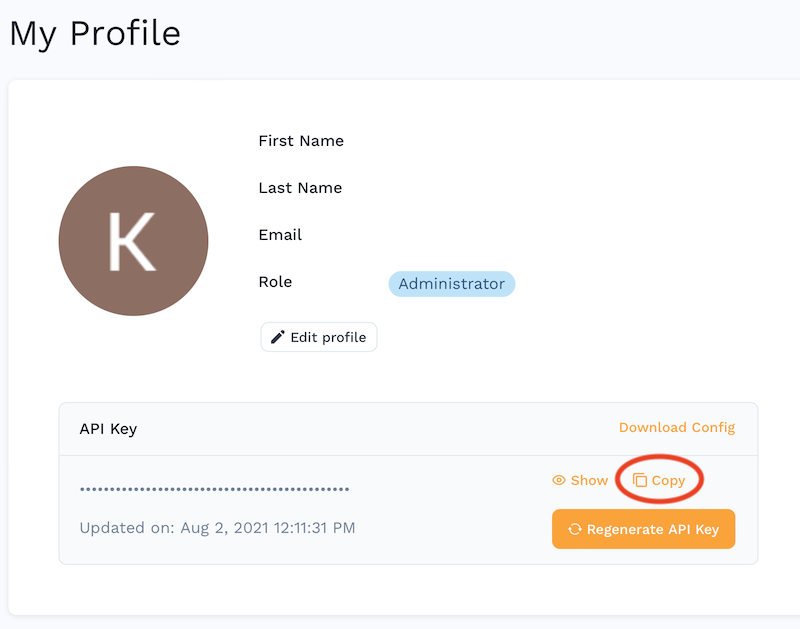 My Profile
K
First Name
Last Name
Email
Role
Administrator
Edit profile
API Key
Download Config
•••••••••••••••••••••••••••••••••••••••••••••
Show
Copy
Updated on: Aug 2, 2021 12:11:31 PM
Regenerate API Key